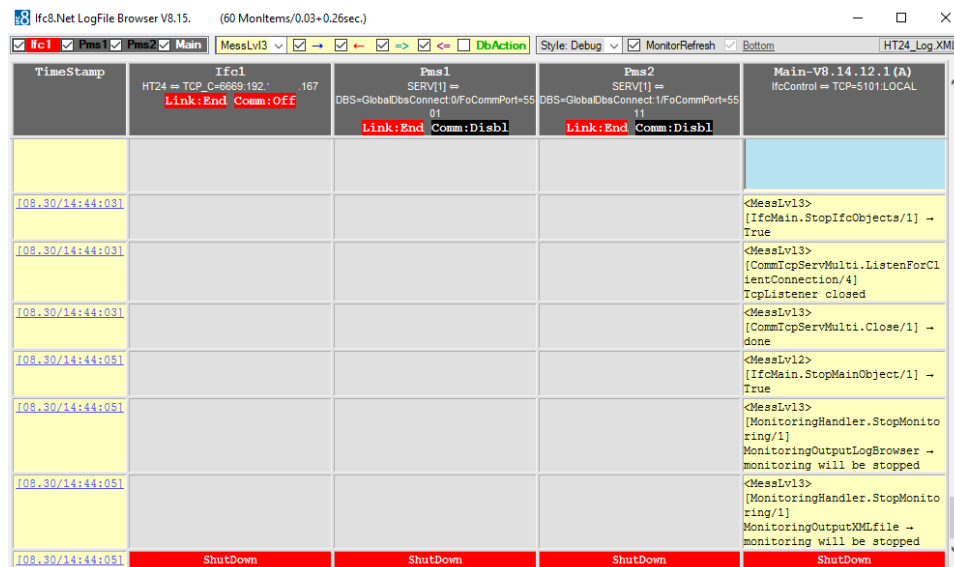 Ifc8.Net LogFile Browser V8.15. (60 MonItems/0.03+0.26sec.)
Ifc1 Pms1 Pms2 Main MessLvl3 → ← => <= DbAction Style: Debug MonitorRefresh Bottom HT24_Log.XML
TimeStamp Ifc1 Pms1 Pms2 Main-V8.14.12.1(A)
HT24 ⇔ TCP_C=6669:192. .167 SERV[1] ⇔ SERV[1] ⇔ IfcControl ⇔ TCP=5101:LOCAL
Link:End Comm:Off DBS=GlobalDbsConnect:0/FoCommPort=55 DBS=GlobalDbsConnect:1/FoCommPort=55
01 11
Link:End Comm:Disbl Link:End Comm:Disbl
[08.30/14:44:03] <MessLvl3>
[IfcMain.StopIfcObjects/1] →
True
[08.30/14:44:03] <MessLvl3>
[CommTcpServMulti.ListenForCl
ientConnection/4]
TcpListener closed
[08.30/14:44:03] <MessLvl3>
[CommTcpServMulti.Close/1] →
done
[08.30/14:44:05] <MessLvl2>
[IfcMain.StopMainObject/1] →
True
[08.30/14:44:05] <MessLvl3>
[MonitoringHandler.StopMonito
ring/1]
MonitoringOutputLogBrowser →
monitoring will be stopped
[08.30/14:44:05] <MessLvl3>
[MonitoringHandler.StopMonito
ring/1]
MonitoringOutputXMLfile →
monitoring will be stopped
[08.30/14:44:05] ShutDown ShutDown ShutDown ShutDown